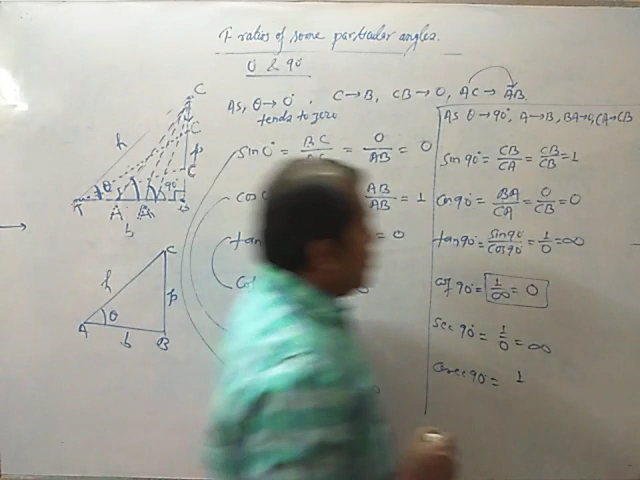 T ratios of some particular angles.
0 & 90°
As, θ→0°, C→B, CB→0, AC→AB
tends to zero
sin 0° = BC/AC = 0/AB = 0
AB/AB = 1
tan
= 0
As θ→90°, A→B, BA→0, CA→CB
sin 90° = CB/CA = CB/CB = 1
cos 90° = BA/CA = 0/CB = 0
tan 90° = sin 90/cos 90 = 1/0 = ∞
cot 90° = 1/∞ = 0
sec 90° = 1/0 = ∞
cosec 90° = 1
C
C
C
h
p
θ
90°
A
A
A
B
b
C
h
p
θ
A
b
B